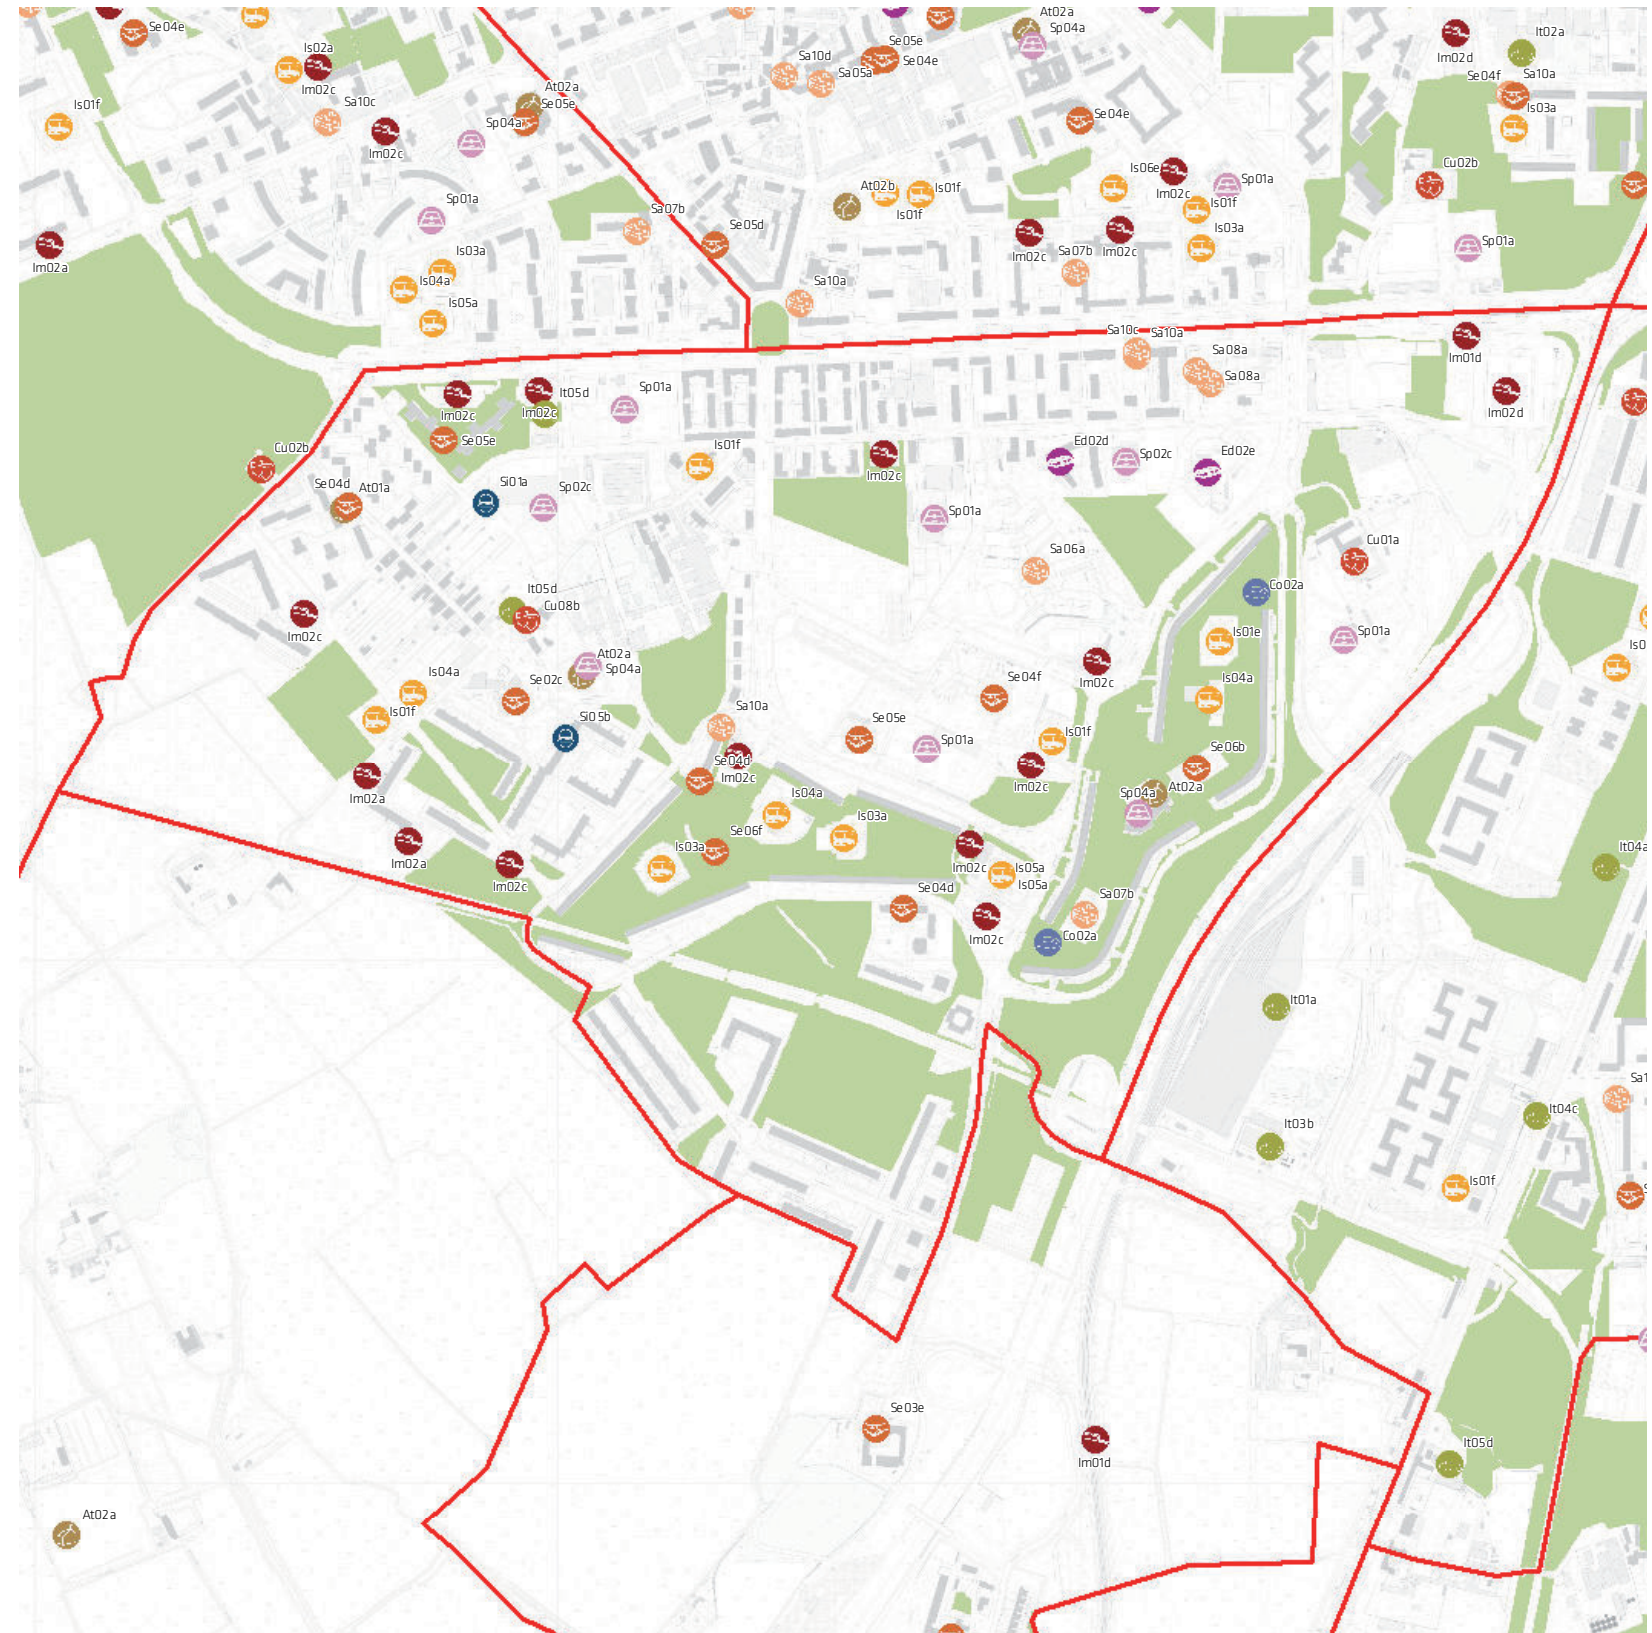 At02a
Se04e
Sp04a
It02a
Se05e
Is02a
Sa10d
Se04e
Im02d
Sa05a
Se04f
Sa10a
Im02c
At02a
Is01f
Sa10c
Se05e
Is03a
Sp04a
Se04e
Im02c
Is06e
Cu02b
At02b
Is01f
Im02c
Sp01a
Sp01a
Sa07b
Is01f
Is01f
Se05d
Sp01a
Is03a
Im02c
Sa07b
Im02c
Is03a
Im02a
Is04a
Sa10a
Is05a
Sa10c
Sa10a
Sa08a
Im01d
Sa08a
Sp01a
It05d
Im02c
Im02c
Im02d
Se05e
Cu02b
Is01f
Im02c
Ed02d
Sp02c
Ed02e
Se04d
At01a
Si01a
Sp02c
Sp01a
Sa06a
Cu01a
Co02a
It05d
Cu08b
Im02c
Is01e
Sp01a
Is0
At02a
Sp04a
Is04a
Se02c
Im02c
Se04f
Is04a
Is01f
Si05b
Sa10a
Se05e
Sp01a
Is01f
Se06b
Se04d
Im02c
Im02c
Im02a
Is04a
Sp04a
At02a
Is03a
Se06f
Is03a
Im02a
It04a
Im02c
Im02c
Is05a
Is05a
Se04d
Sa07b
Im02c
Co02a
It01a
Sa1
It04c
It03b
Is01f
S
Se03e
It05d
Im01d
At02a